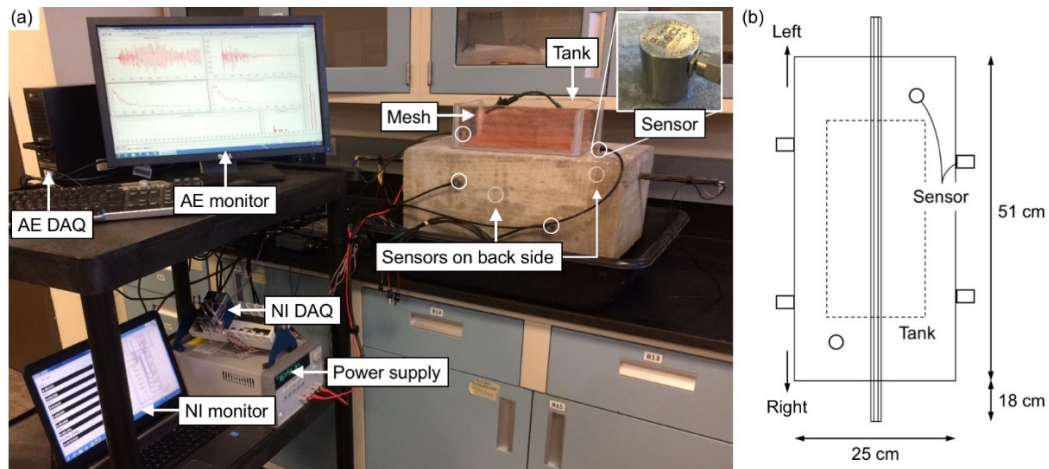 (a)
Tank
Mesh
Sensor
AE DAQ
AE monitor
Sensors on back side
NI DAQ
Power supply
NI monitor
B13
(b)
Left
Sensor
51 cm
Tank
Right
18 cm
25 cm